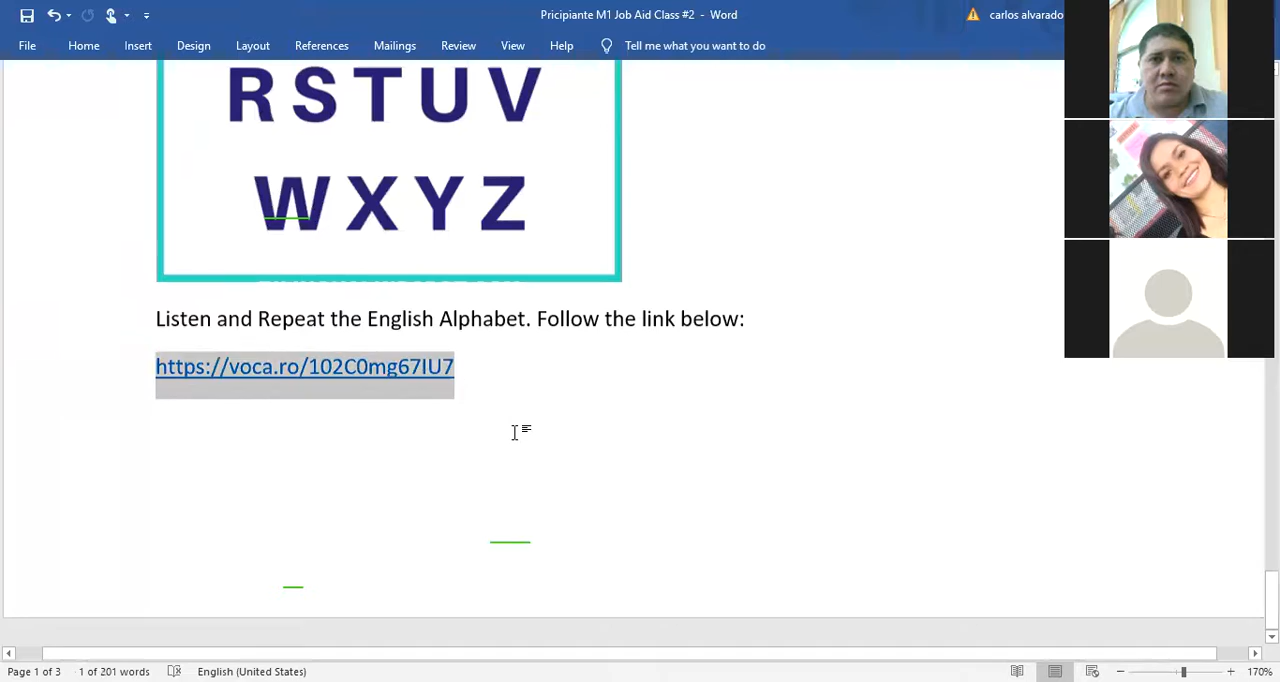 Pricipiante M1 Job Aid Class #2 - Word
carlos alvarado
File Home Insert Design Layout References Mailings Review View Help Tell me what you want to do
R S T U V
W X Y Z
Listen and Repeat the English Alphabet. Follow the link below:
https://voca.ro/102C0mg67IU7
Page 1 of 3 1 of 201 words English (United States) 170%